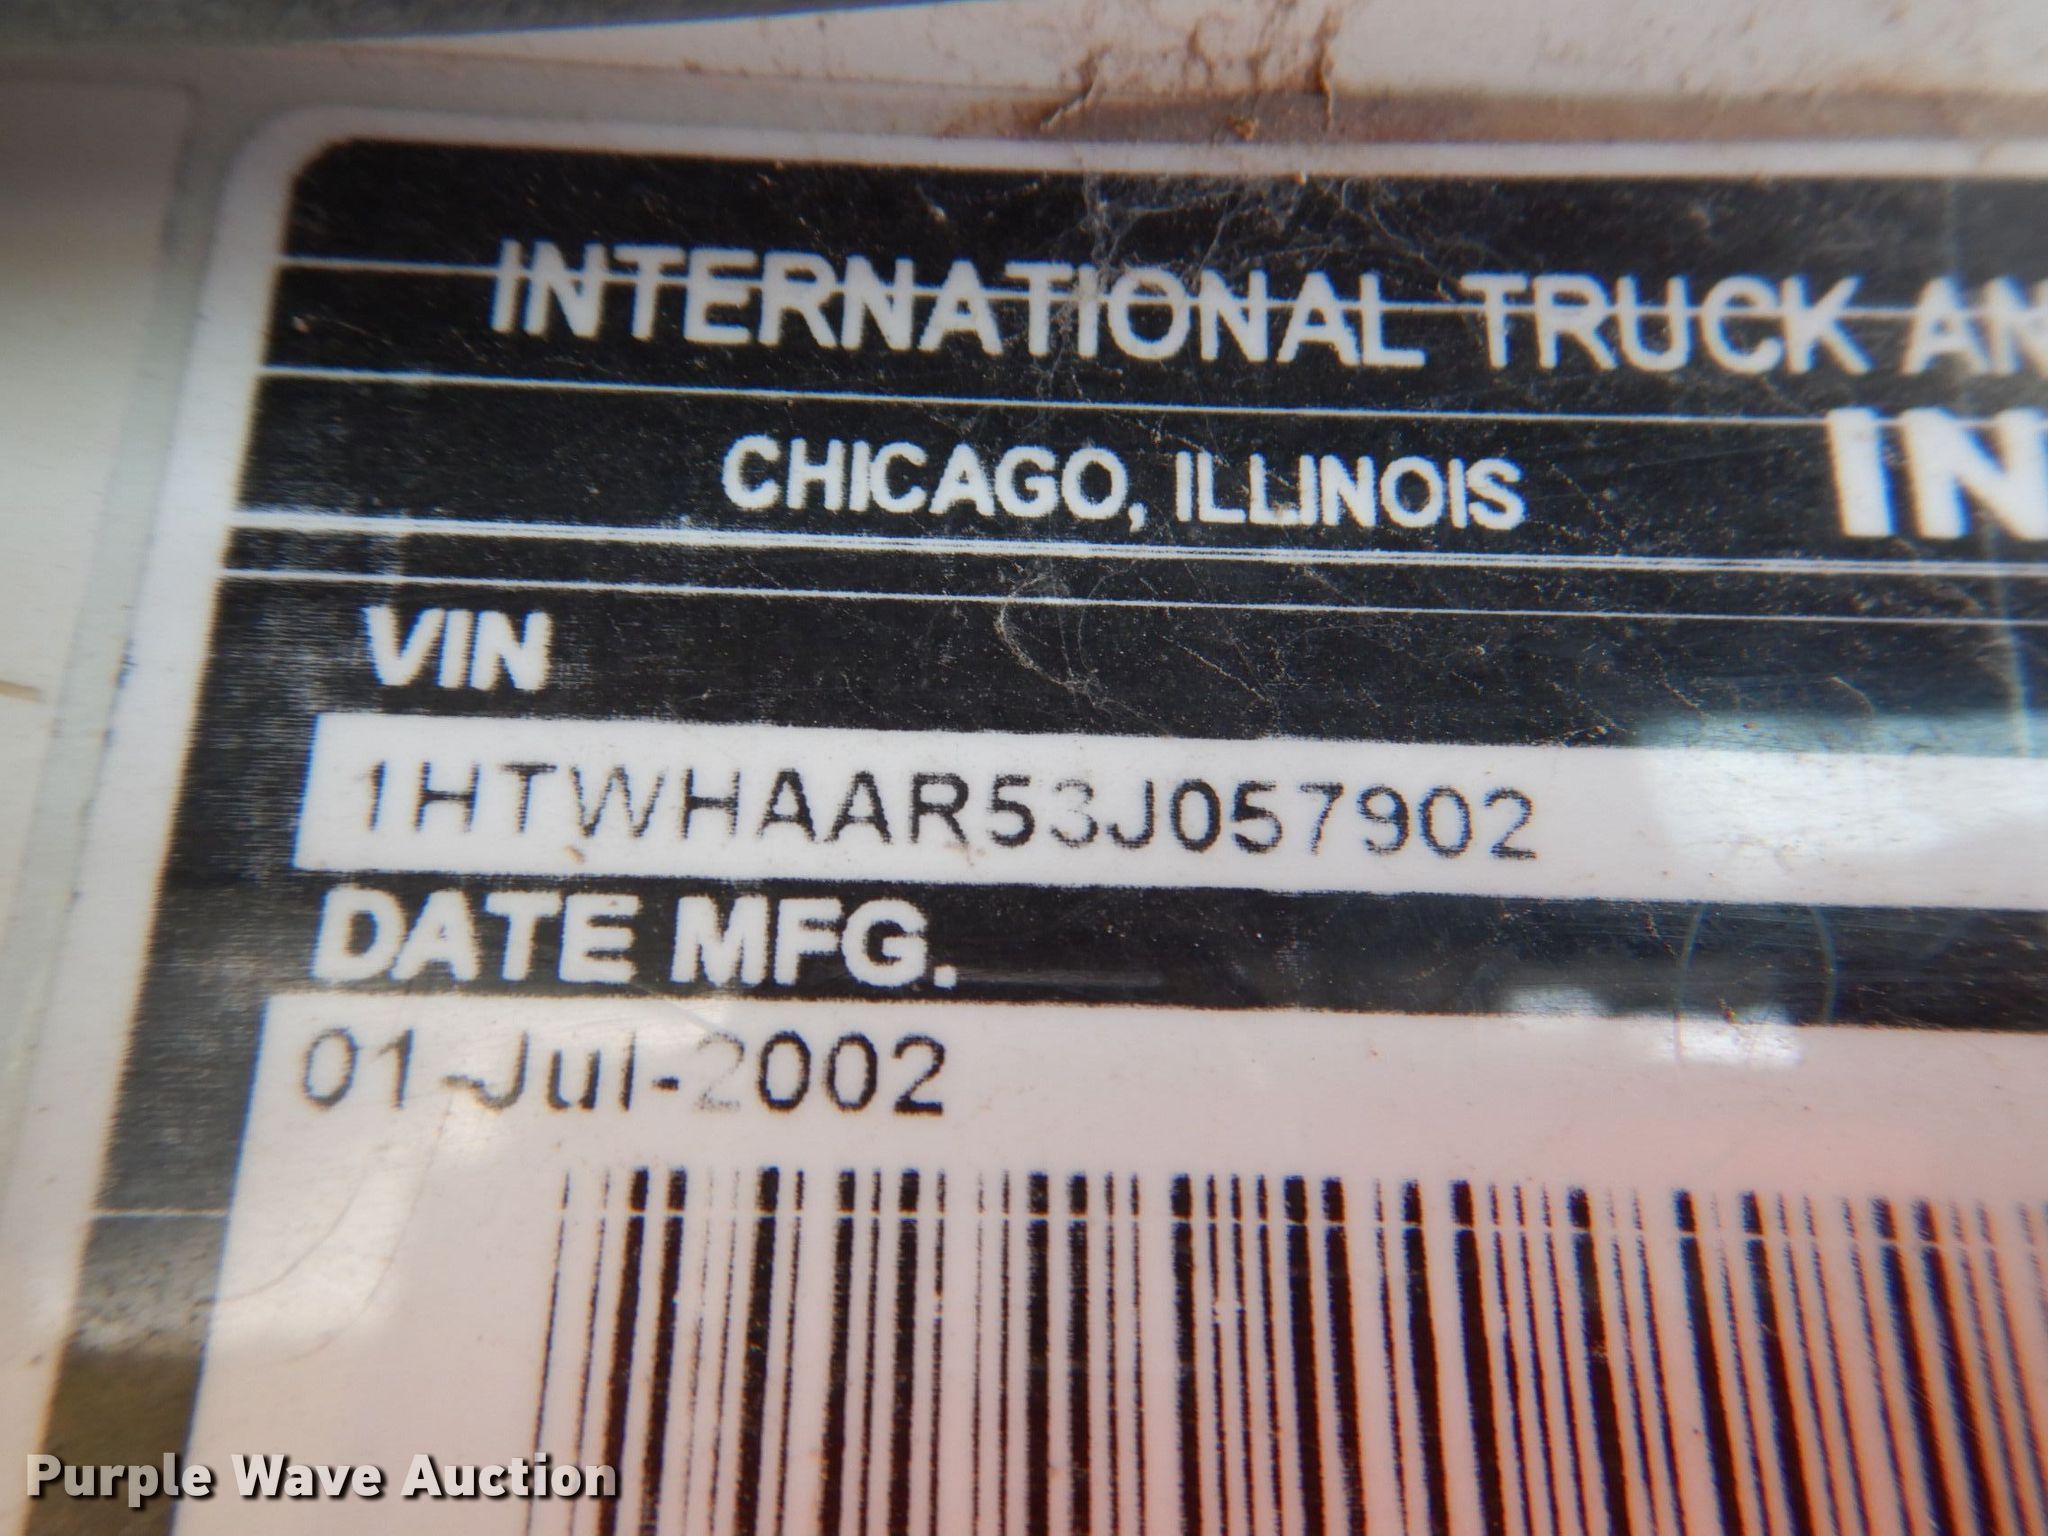 INTERNATIONAL TRUCK AN
CHICAGO, ILLINOIS
IN
VIN
1HTWHAAR53J057902
DATE MFG.
01-Jul-2002
Purple Wave Auction